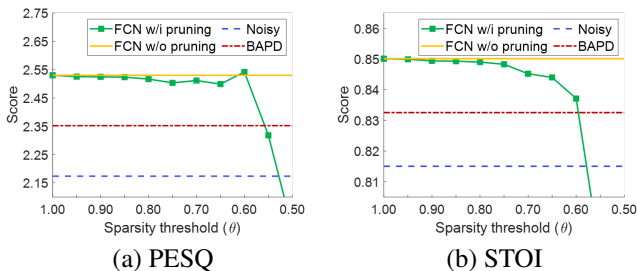 2.75
2.65
2.55
2.45
2.35
2.25
2.15
Score
FCN w/i pruning
Noisy
FCN w/o pruning
BAPD
1.00 0.90 0.80 0.70 0.60 0.50
Sparsity threshold (θ)
(a) PESQ
0.86
0.85
0.84
0.83
0.82
0.81
Score
FCN w/i pruning
Noisy
FCN w/o pruning
BAPD
1.00 0.90 0.80 0.70 0.60 0.50
Sparsity threshold (θ)
(b) STOI